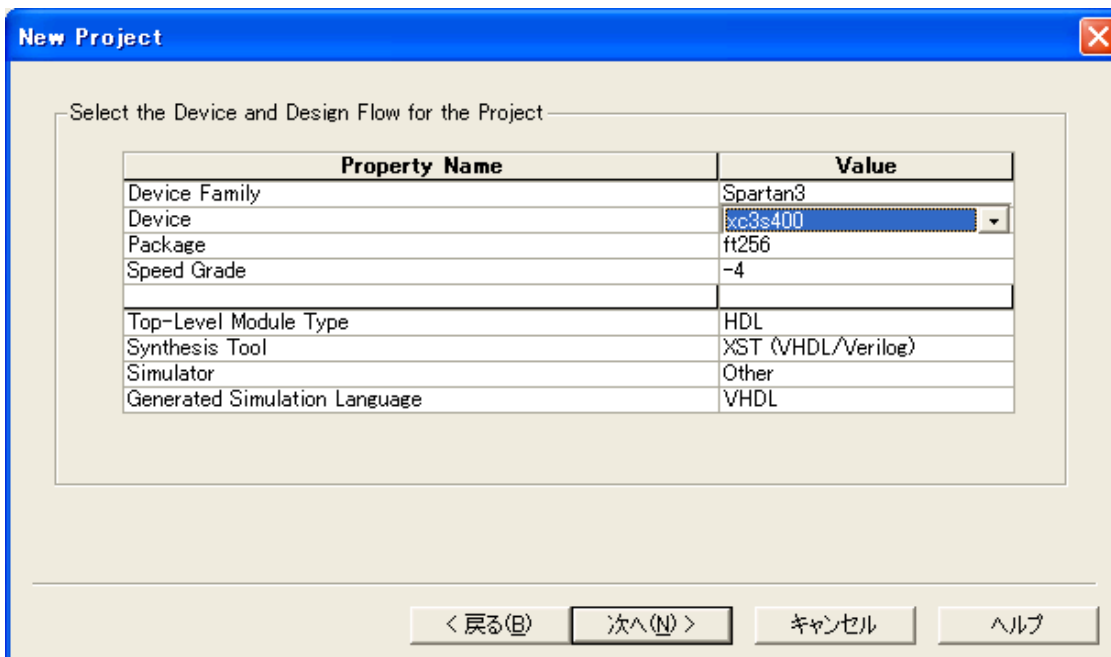 New Project
Select the Device and Design Flow for the Project
Property Name Value
Device Family Spartan3
Device xc3s400
Package ft256
Speed Grade -4
Top-Level Module Type HDL
Synthesis Tool XST (VHDL/Verilog)
Simulator Other
Generated Simulation Language VHDL
< 戻る(B) 次へ(N) > キャンセル ヘルプ